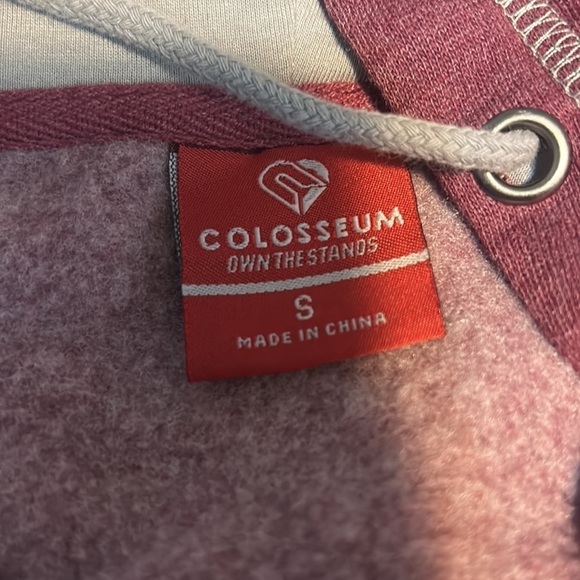 COLOSSEUM
OWN THE STANDS
S
MADE IN CHINA